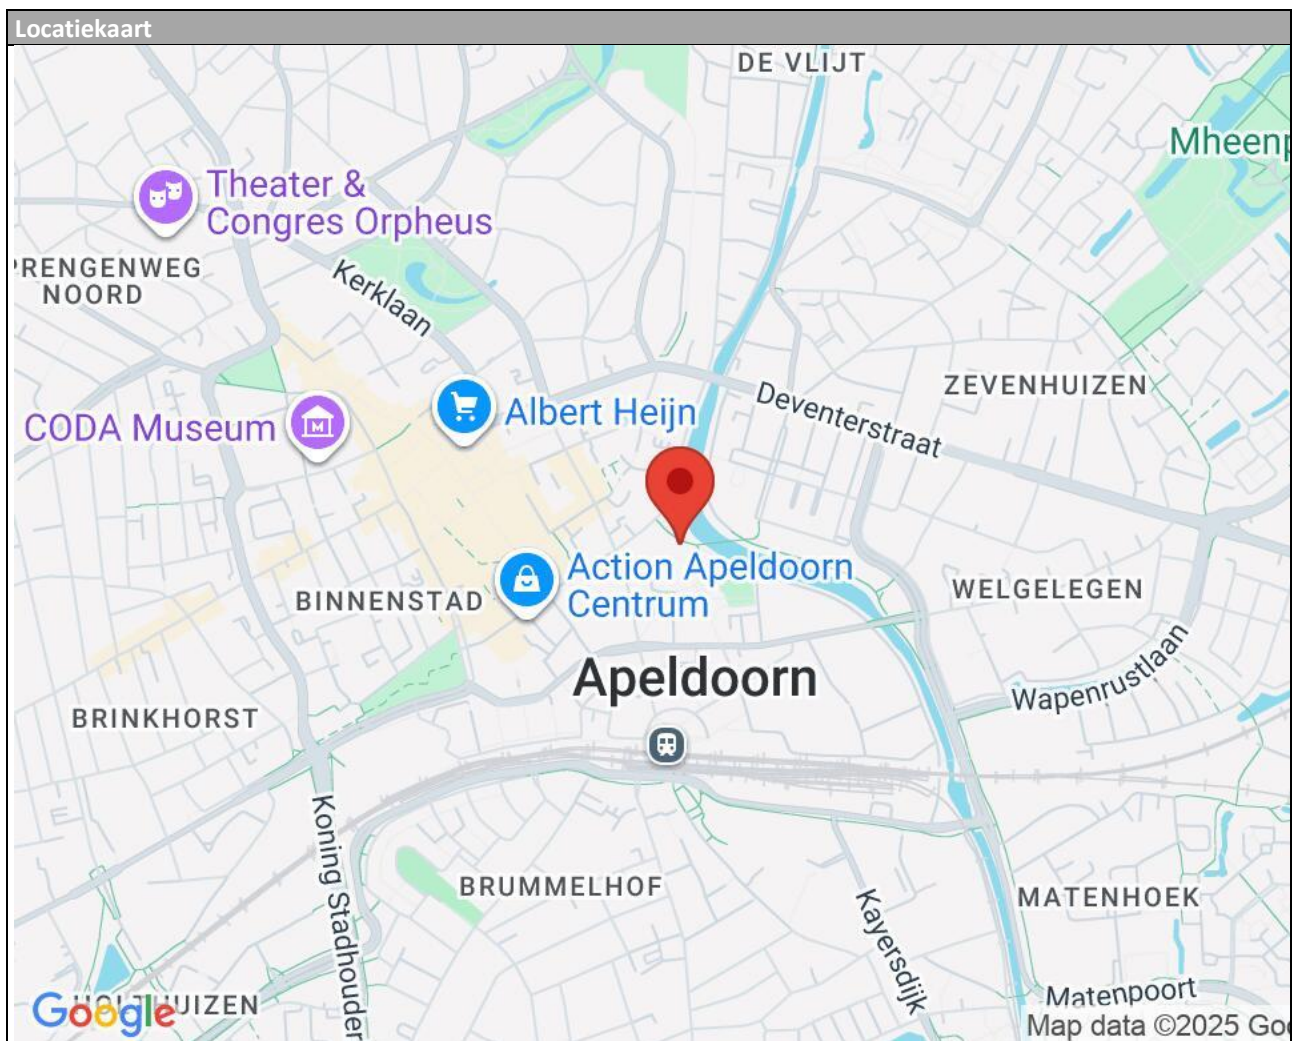 Locatiekaart
DE VLIJT
Mheenp
Theater &
Congres Orpheus
PRENGENWEG
NOORD
Kerklaan
ZEVENHUIZEN
Deventerstraat
Albert Heijn
CODA Museum
Action Apeldoorn
Centrum
WELGELEGEN
BINNENSTAD
Wapenrustlaan
Apeldoorn
BRINKHORST
Koning Stadhouder
BRUMMELHOF
MATENHOEK
Kayersdijk
Matenpoort
Google
UIZEN
Map data ©2025 Goo